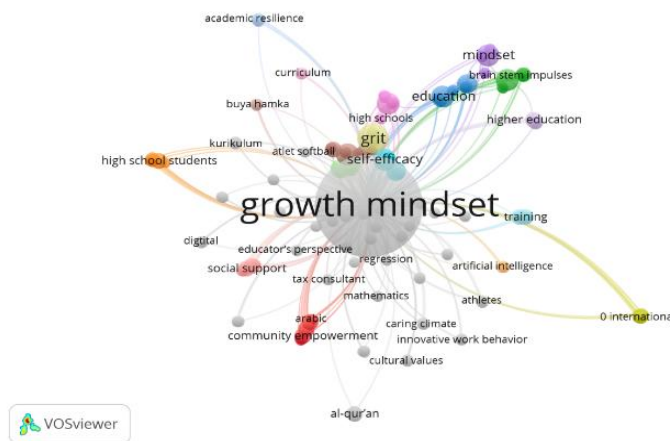 academic resilience
mindset
curriculum
brain stem impulses
education
buya hamka
high schools
higher education
grit
kurikulum
atlet softball
self-efficacy
high school students
growth mindset
training
digtital
educator's perspective
regression
social support
artificial intelligence
tax consultant
mathematics
athletes
arabic
0 internationa
caring climate
community empowerment
innovative work behavior
cultural values
al-qur'an
VOSviewer